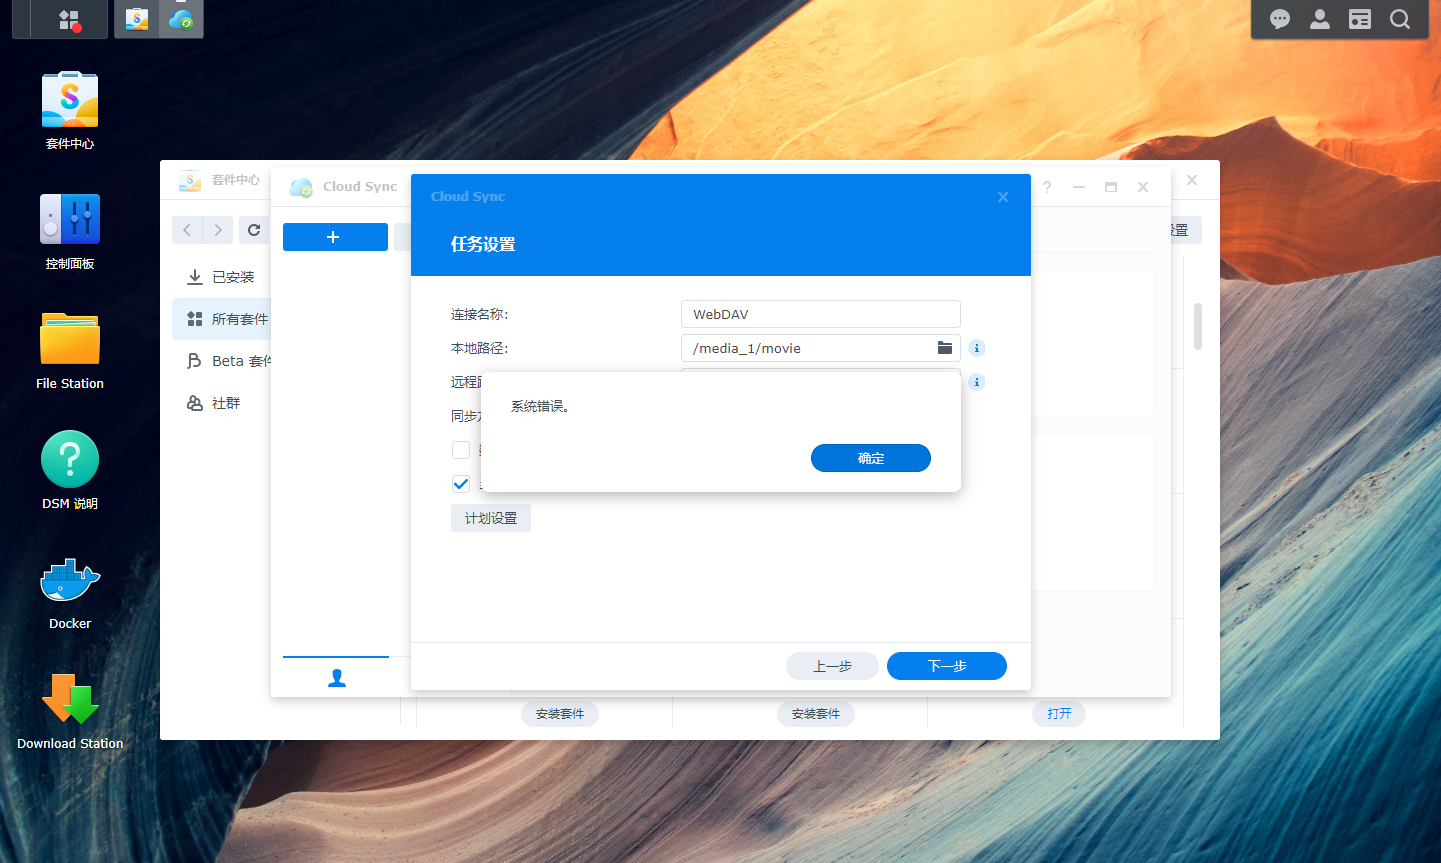 套件中心
控制面板
File Station
DSM 说明
Docker
Download Station
套件中心
已安装
所有套件
Beta 套件
社群
设置
安装套件
安装套件
打开
Cloud Sync
Cloud Sync
任务设置
连接名称:
WebDAV
本地路径:
/media_1/movie
远程
同步
计划设置
上一步
下一步
系统错误。
确定